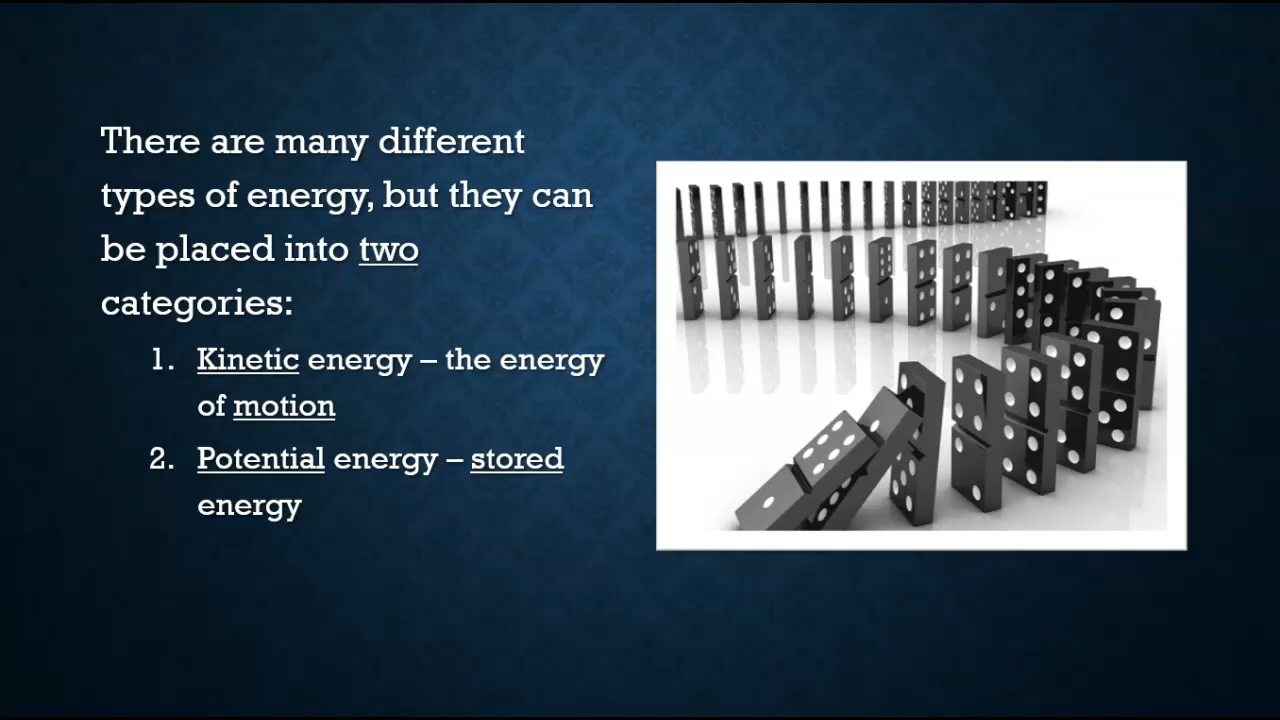 There are many different
types of energy, but they can
be placed into two
categories:
1. Kinetic energy – the energy
of motion
2. Potential energy – stored
energy